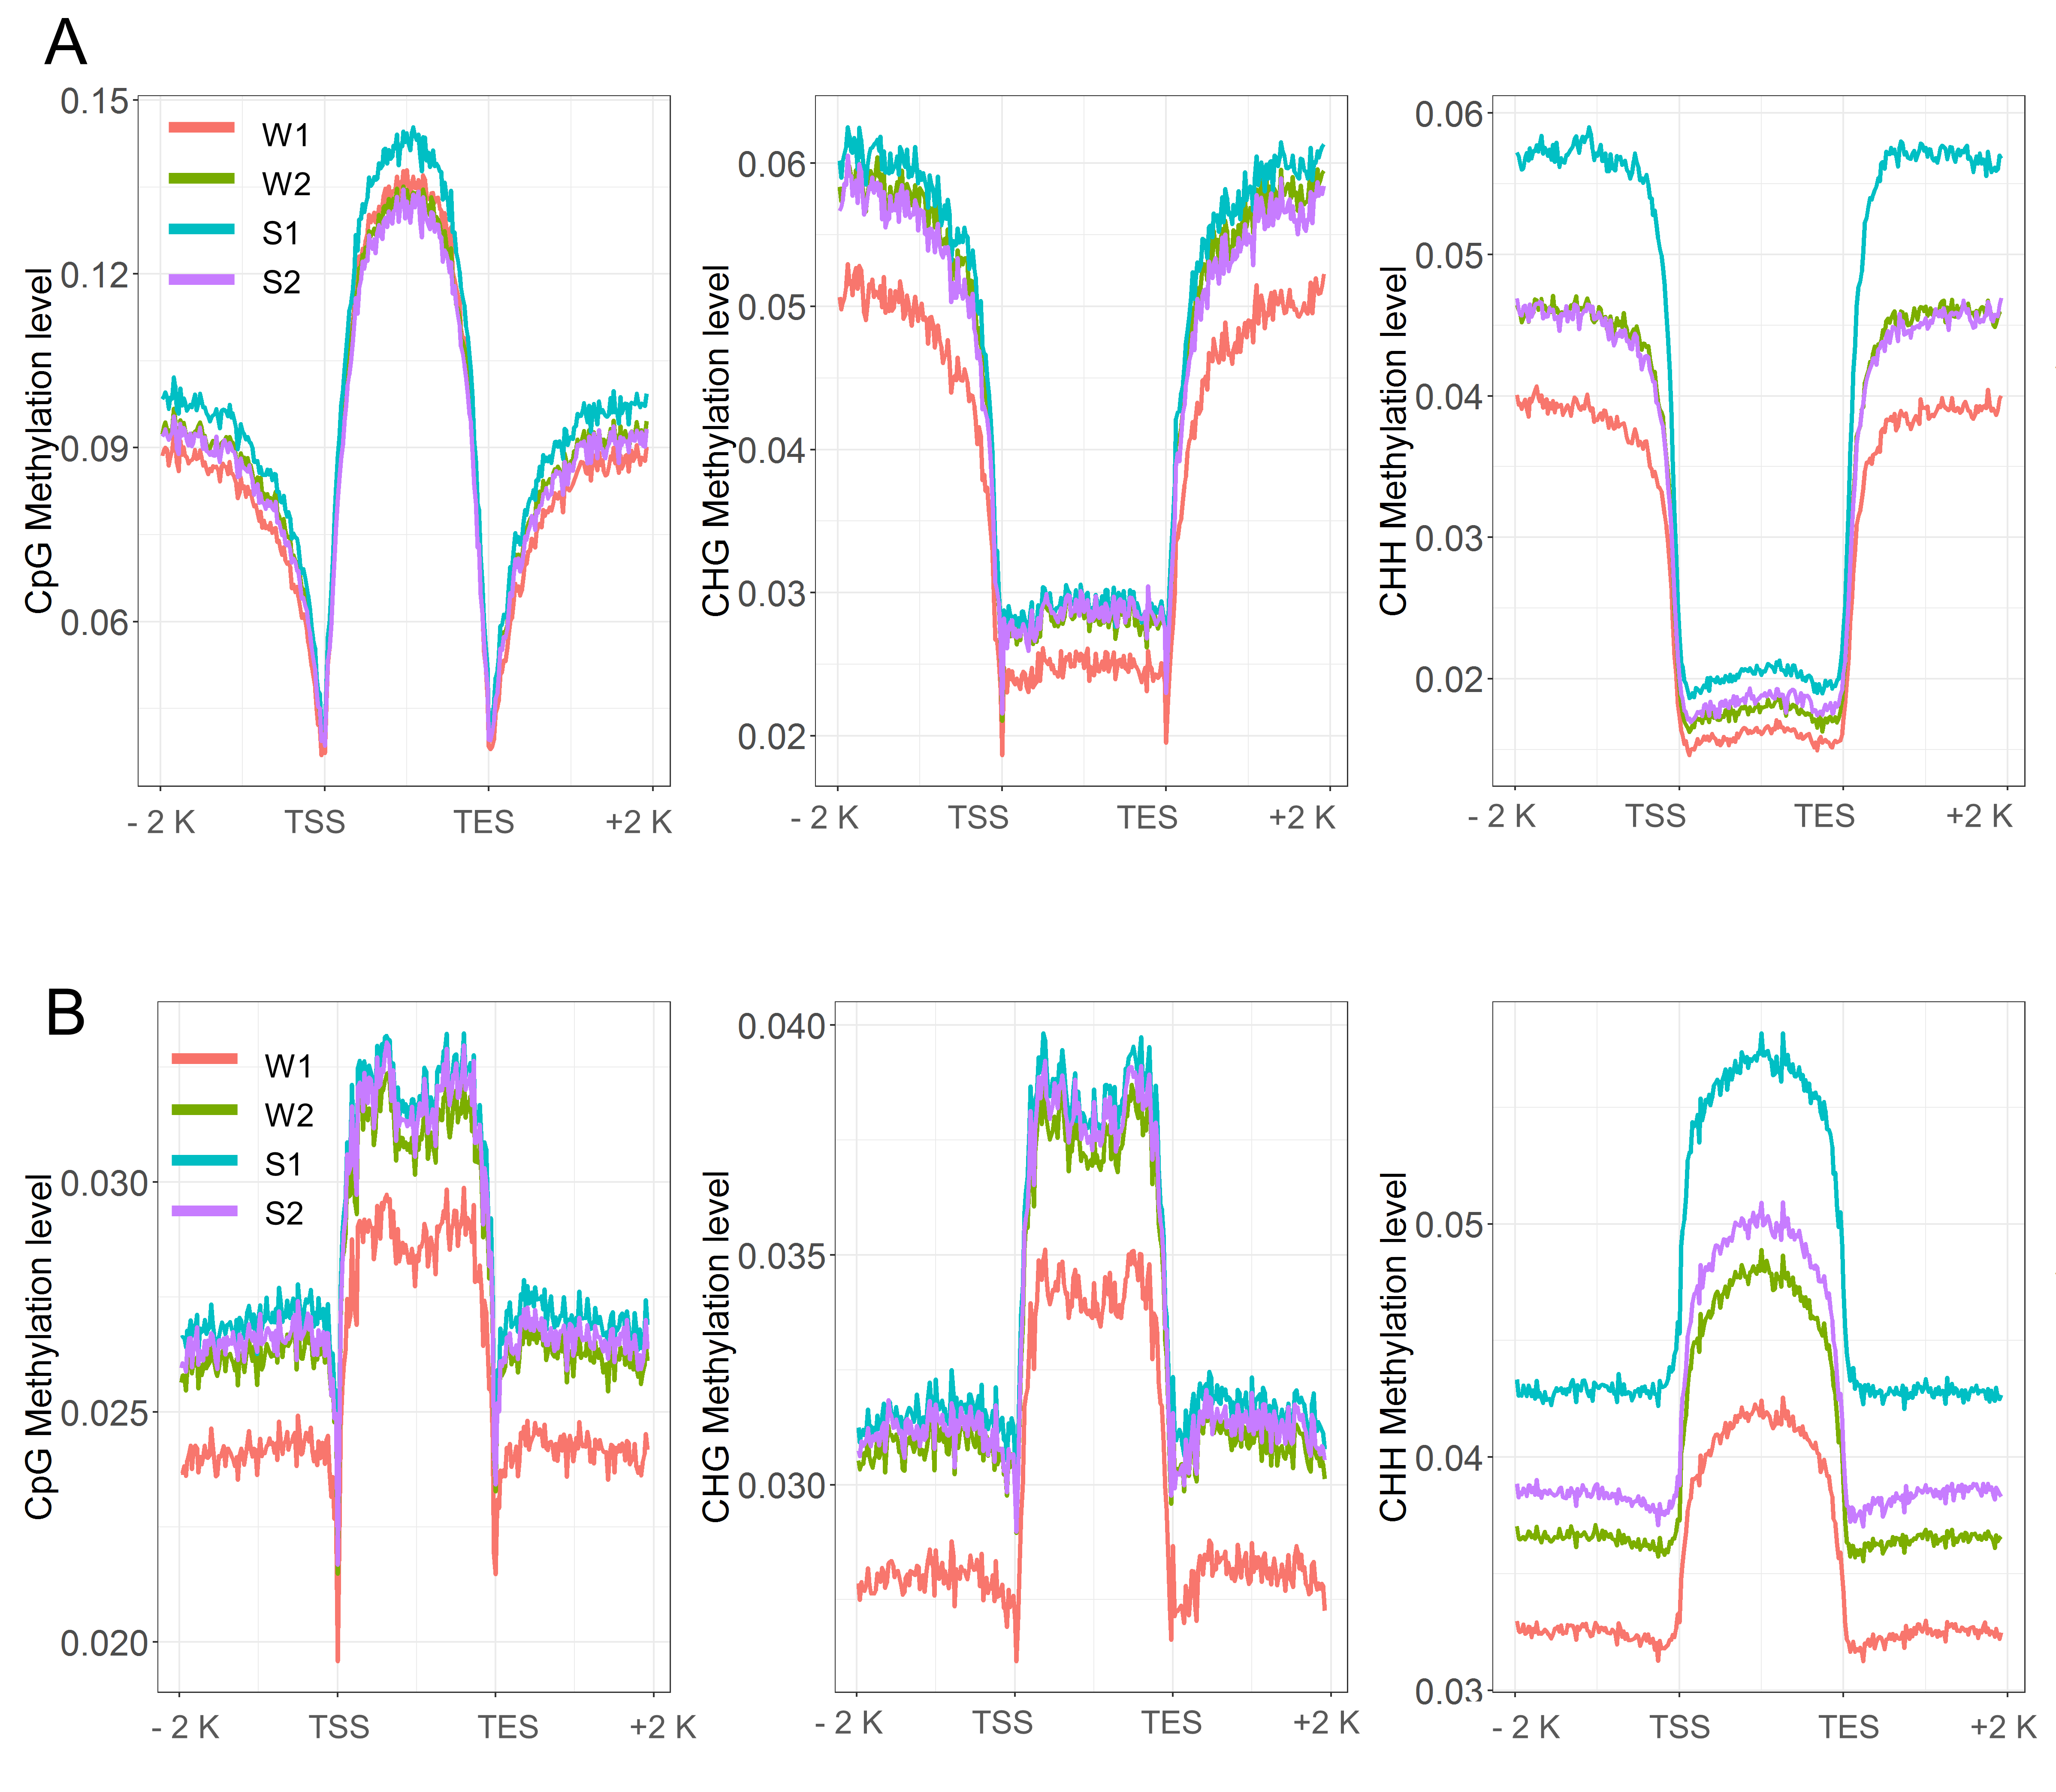 A
CpG Methylation level
0.15
0.12
0.09
0.06
W1
W2
S1
S2
- 2 K TSS TES +2 K
CHG Methylation level
0.06
0.05
0.04
0.03
0.02
- 2 K TSS TES +2 K
CHH Methylation level
0.06
0.05
0.04
0.03
0.02
- 2 K TSS TES +2 K
B
CpG Methylation level
0.030
0.025
0.020
W1
W2
S1
S2
- 2 K TSS TES +2 K
CHG Methylation level
0.040
0.035
0.030
- 2 K TSS TES +2 K
CHH Methylation level
0.05
0.04
0.03
- 2 K TSS TES +2 K